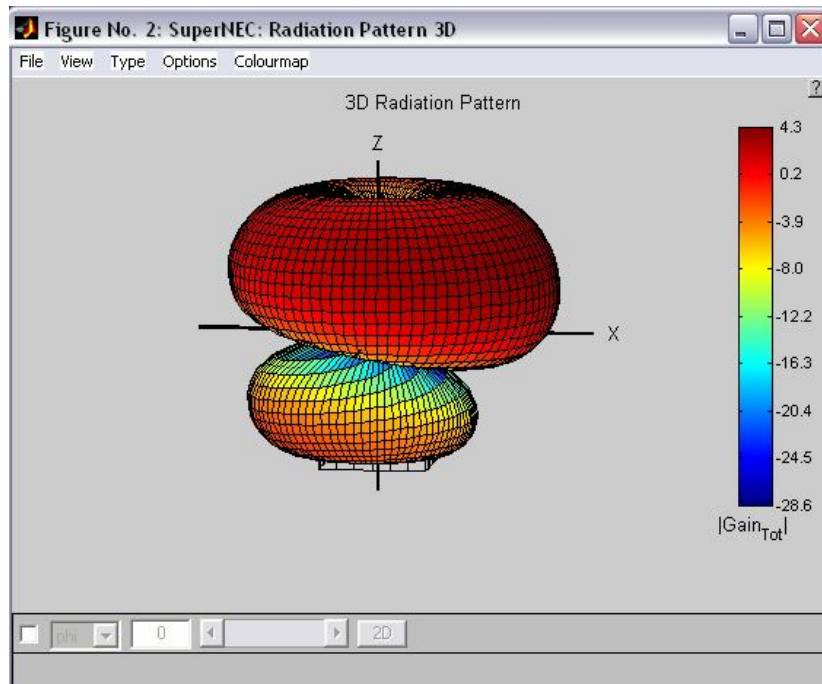 Figure No. 2: SuperNEC: Radiation Pattern 3D
File View Type Options Colourmap
?
3D Radiation Pattern
Z
X
4.3
0.2
-3.9
-8.0
-12.2
-16.3
-20.4
-24.5
-28.6
|Gain_Tot|
phi 0 2D